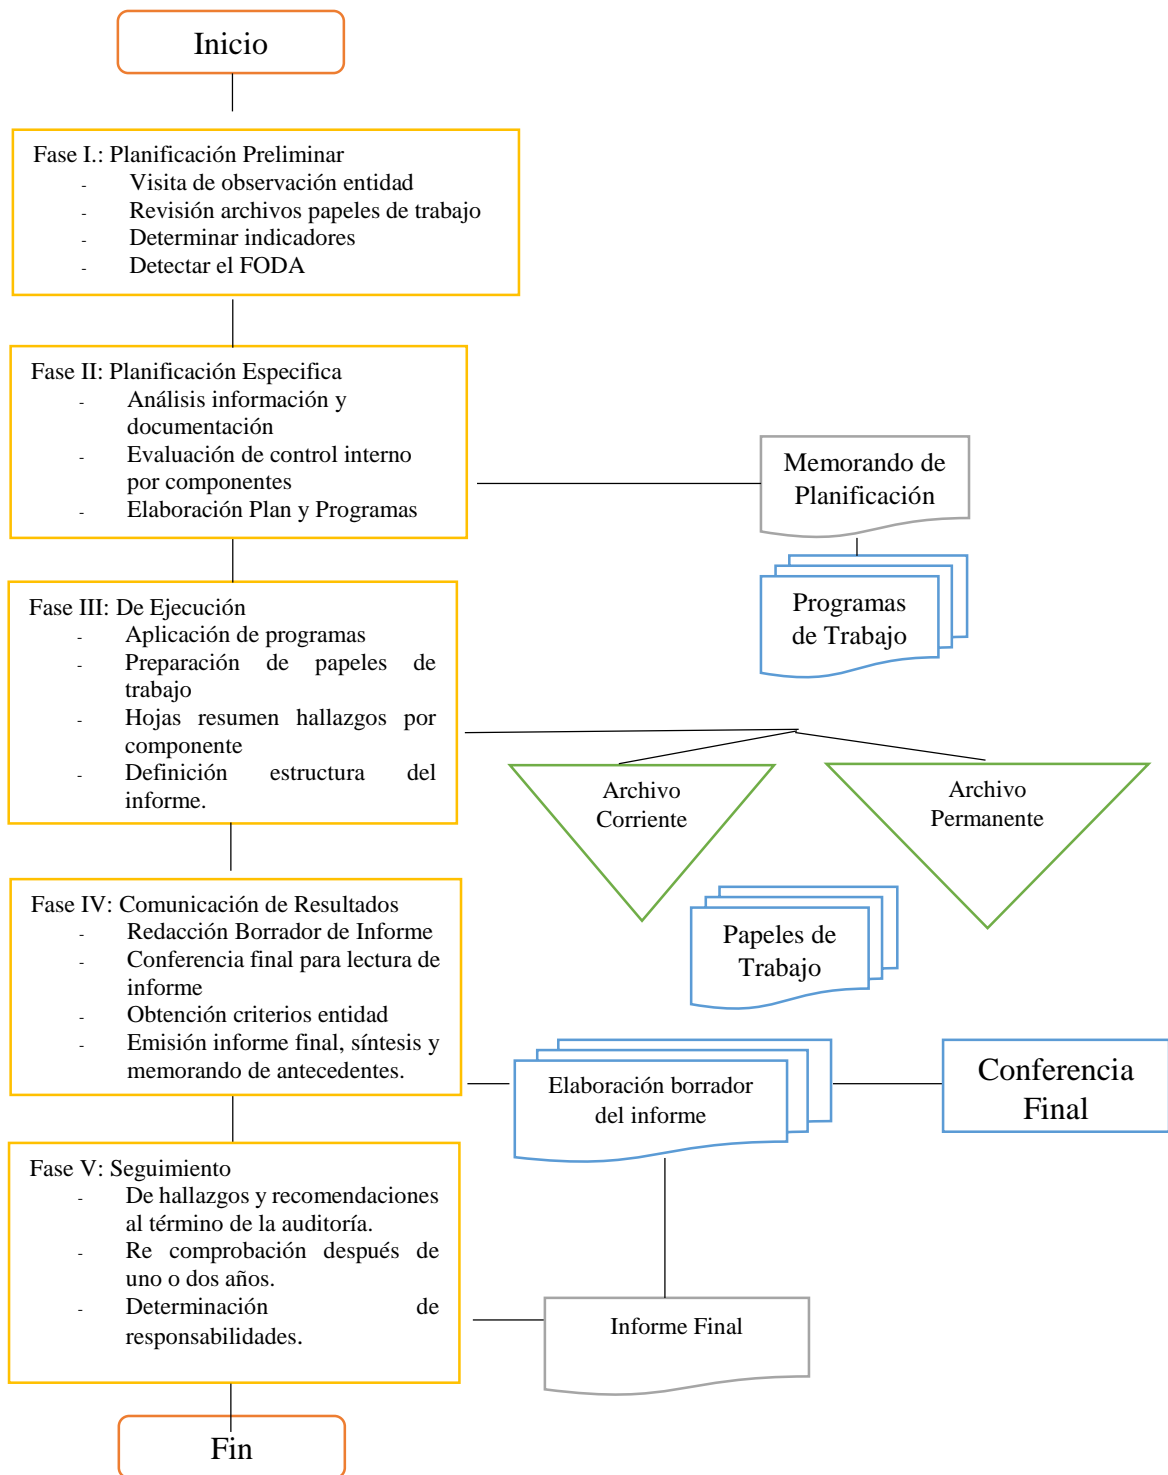 Inicio
Fase I.: Planificación Preliminar
- Visita de observación entidad
- Revisión archivos papeles de trabajo
- Determinar indicadores
- Detectar el FODA
Fase II: Planificación Especifica
- Análisis información y
documentación
- Evaluación de control interno
por componentes
- Elaboración Plan y Programas
Memorando de
Planificación
Programas
de Trabajo
Fase III: De Ejecución
- Aplicación de programas
- Preparación de papeles de
trabajo
- Hojas resumen hallazgos por
componente
- Definición estructura del
informe.
Archivo
Corriente
Archivo
Permanente
Papeles de
Trabajo
Fase IV: Comunicación de Resultados
- Redacción Borrador de Informe
- Conferencia final para lectura de
informe
- Obtención criterios entidad
- Emisión informe final, síntesis y
memorando de antecedentes.
Elaboración borrador
del informe
Conferencia
Final
Fase V: Seguimiento
- De hallazgos y recomendaciones
al término de la auditoría.
- Re comprobación después de
uno o dos años.
- Determinación de
responsabilidades.
Informe Final
Fin